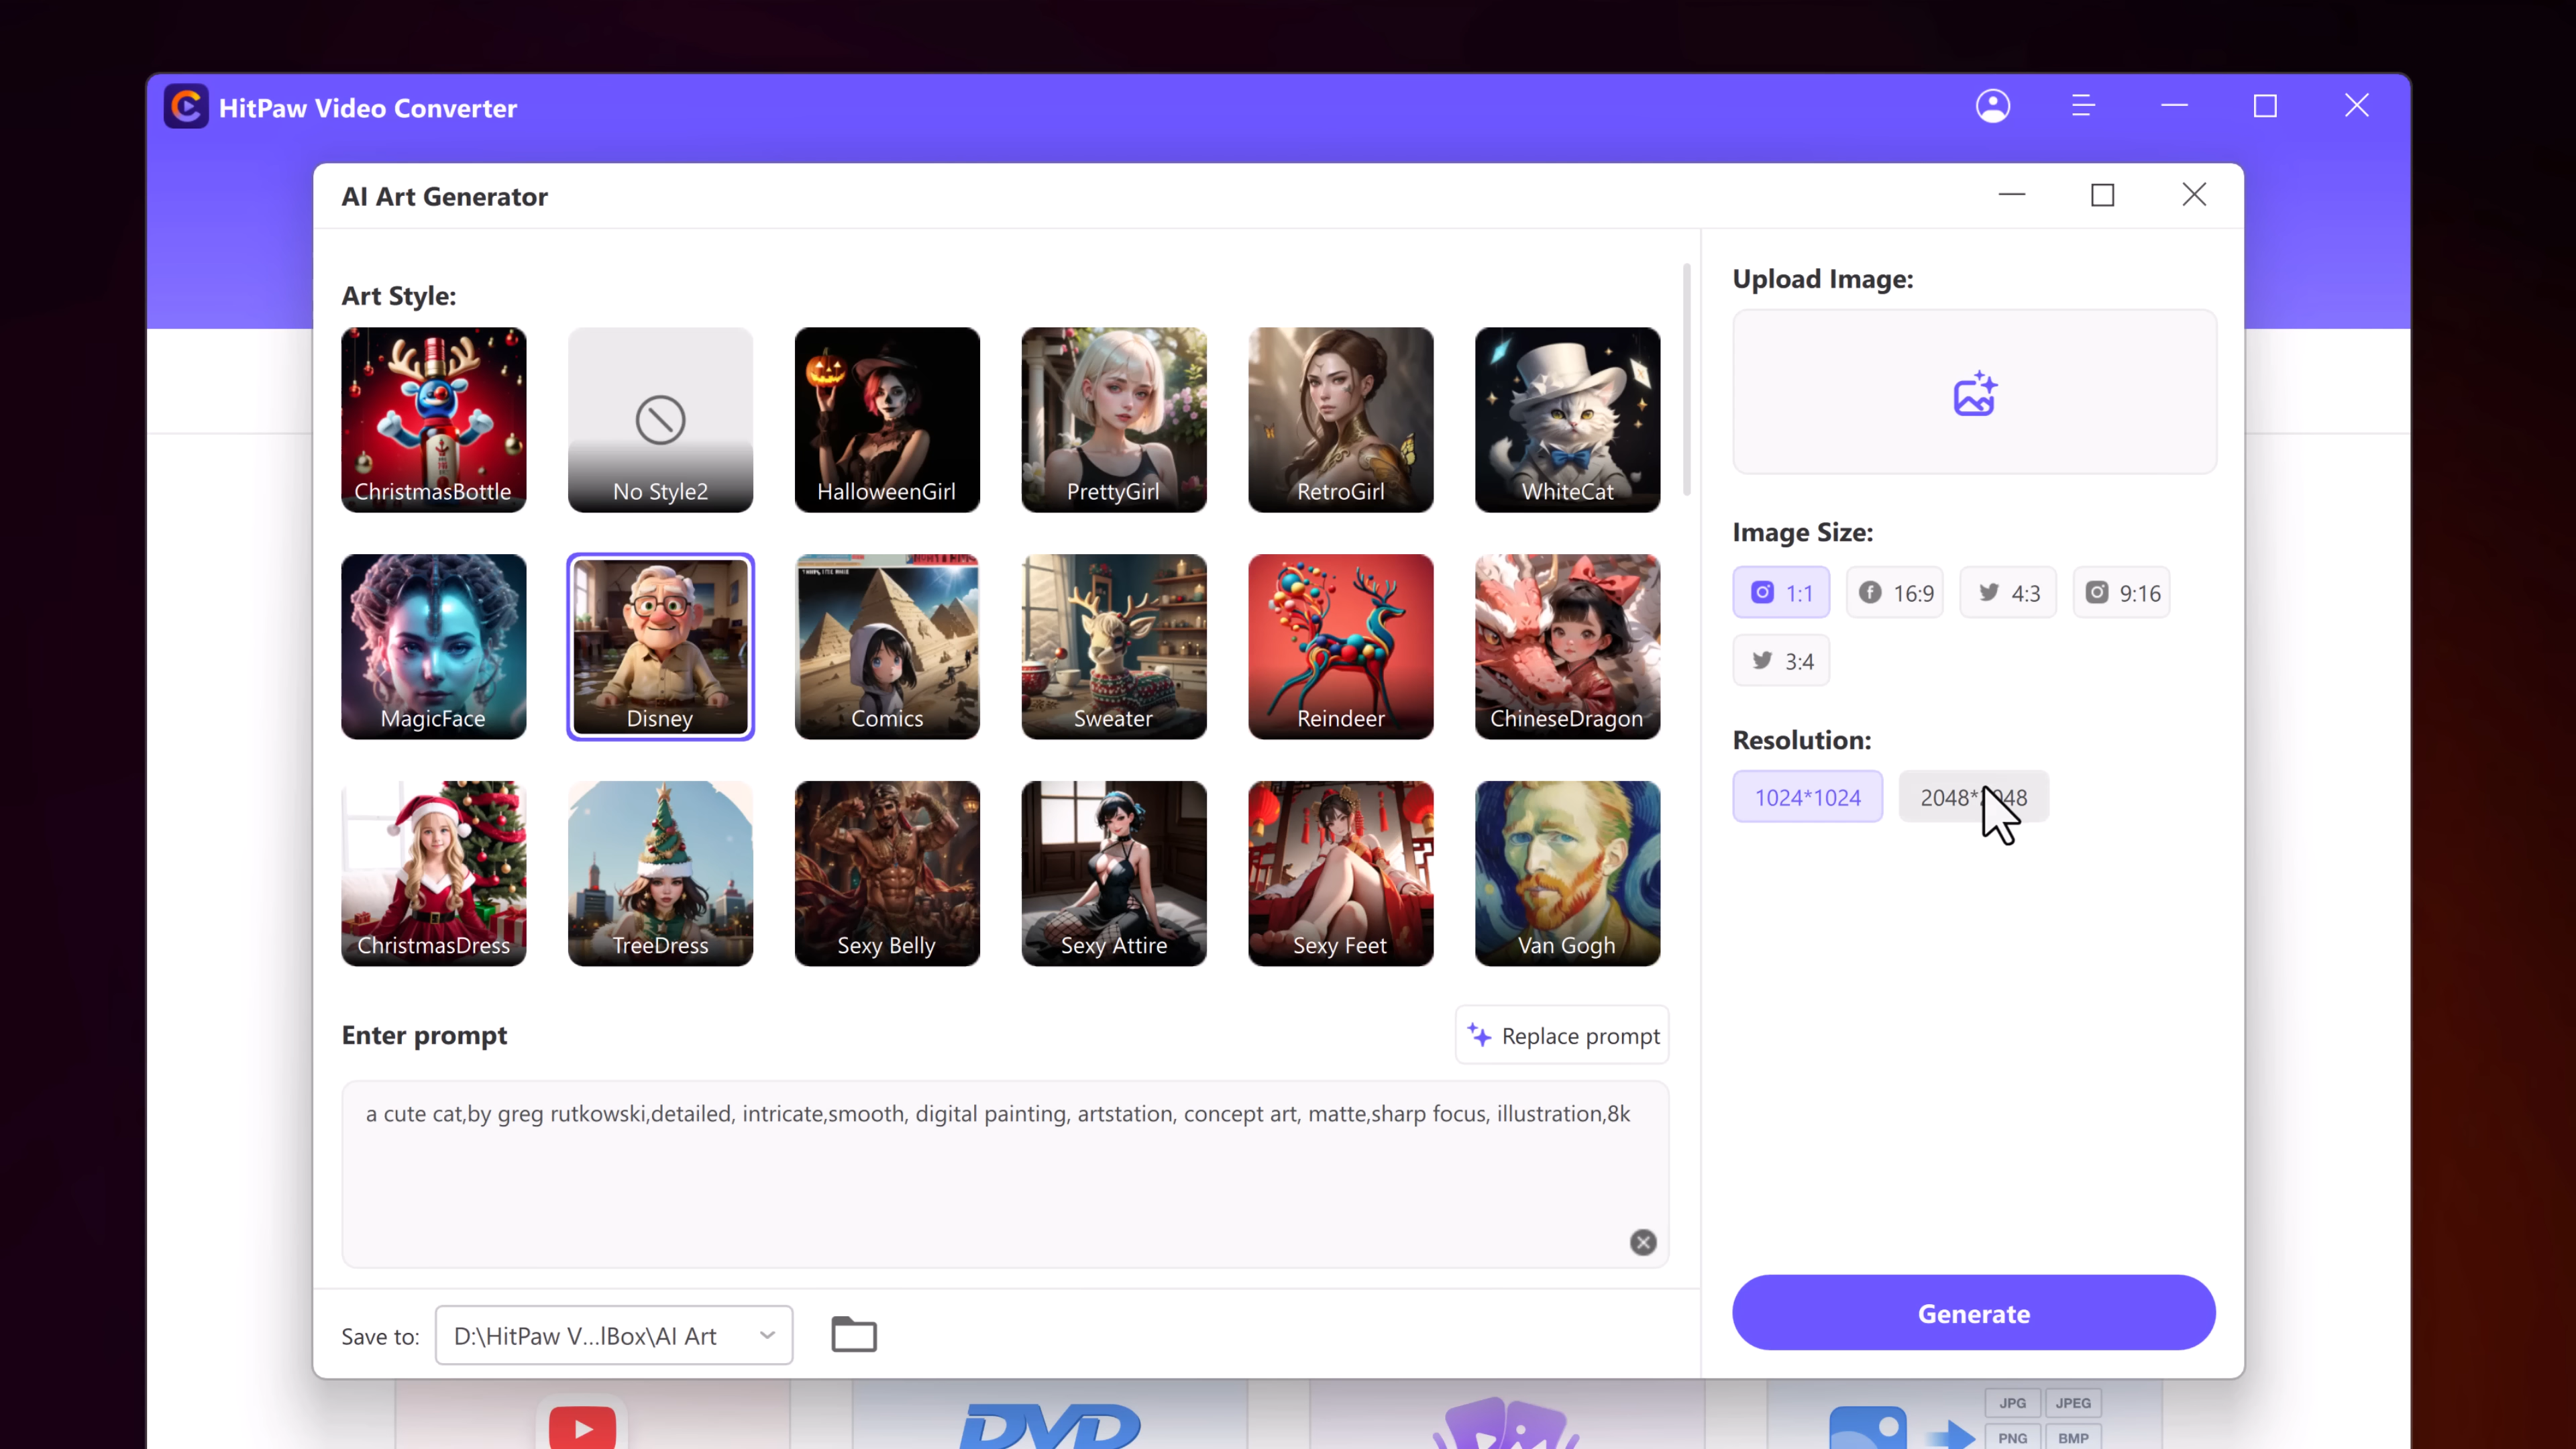 HitPaw Video Converter
AI Art Generator
Art Style:
ChristmasBottle
No Style2
HalloweenGirl
PrettyGirl
RetroGirl
WhiteCat
MagicFace
Disney
Comics
Sweater
Reindeer
ChineseDragon
ChristmasDress
TreeDress
Sexy Belly
Sexy Attire
Sexy Feet
Van Gogh
Enter prompt
Replace prompt
a cute cat,by greg rutkowski,detailed, intricate,smooth, digital painting, artstation, concept art, matte,sharp focus, illustration,8k
Save to:
D:\HitPaw V...lBox\AI Art
Upload Image:
Image Size:
1:1
16:9
4:3
9:16
3:4
Resolution:
1024*1024
2048*2048
Generate
DVD
JPG
JPEG
PNG
BMP